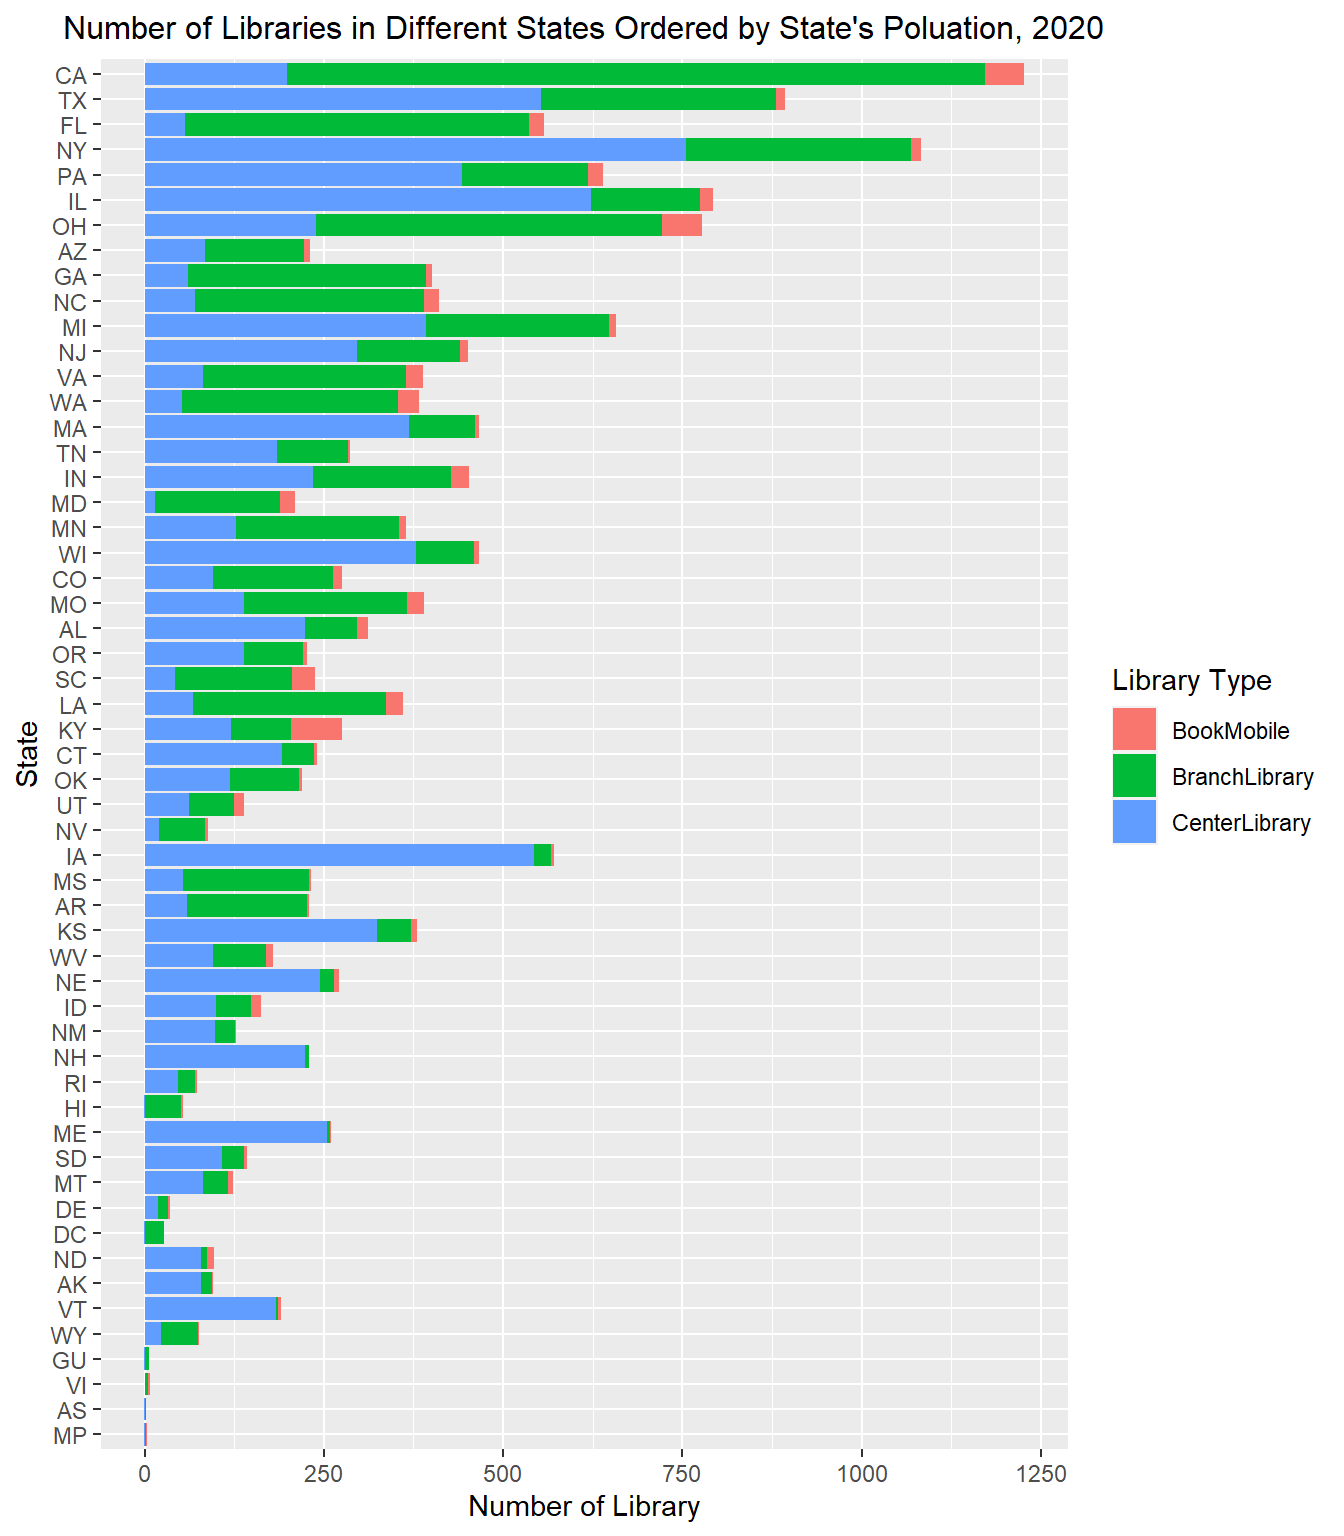 Number of Libraries in Different States Ordered by State's Poluation, 2020
CA
TX
FL
NY
PA
IL
OH
AZ
GA
NC
MI
NJ
VA
WA
MA
TN
IN
MD
MN
WI
CO
MO
AL
OR
SC
LA
KY
CT
OK
UT
NV
IA
MS
AR
KS
WV
NE
ID
NM
NH
RI
HI
ME
SD
MT
DE
DC
ND
AK
VT
WY
GU
VI
AS
MP
State
0 250 500 750 1000 1250
Number of Library
Library Type
BookMobile
BranchLibrary
CenterLibrary